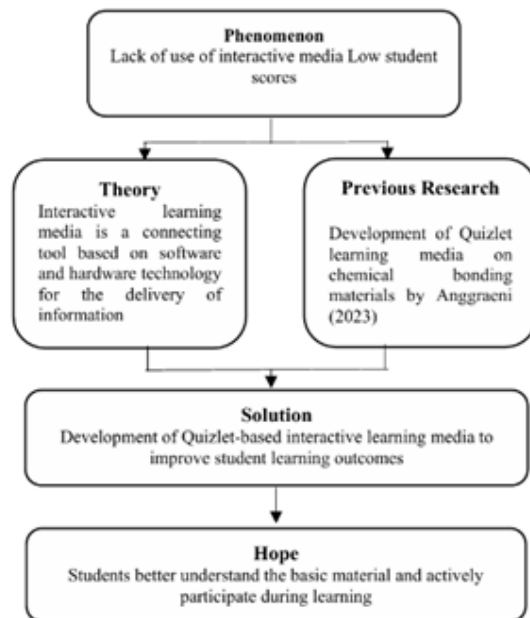 Phenomenon
Lack of use of interactive media Low student
scores
Theory
Interactive learning
media is a connecting
tool based on software
and hardware technology
for the delivery of
information
Previous Research
Development of Quizlet
learning media on
chemical bonding
materials by Anggraeni
(2023)
Solution
Development of Quizlet-based interactive learning media to
improve student learning outcomes
Hope
Students better understand the basic material and actively
participate during learning